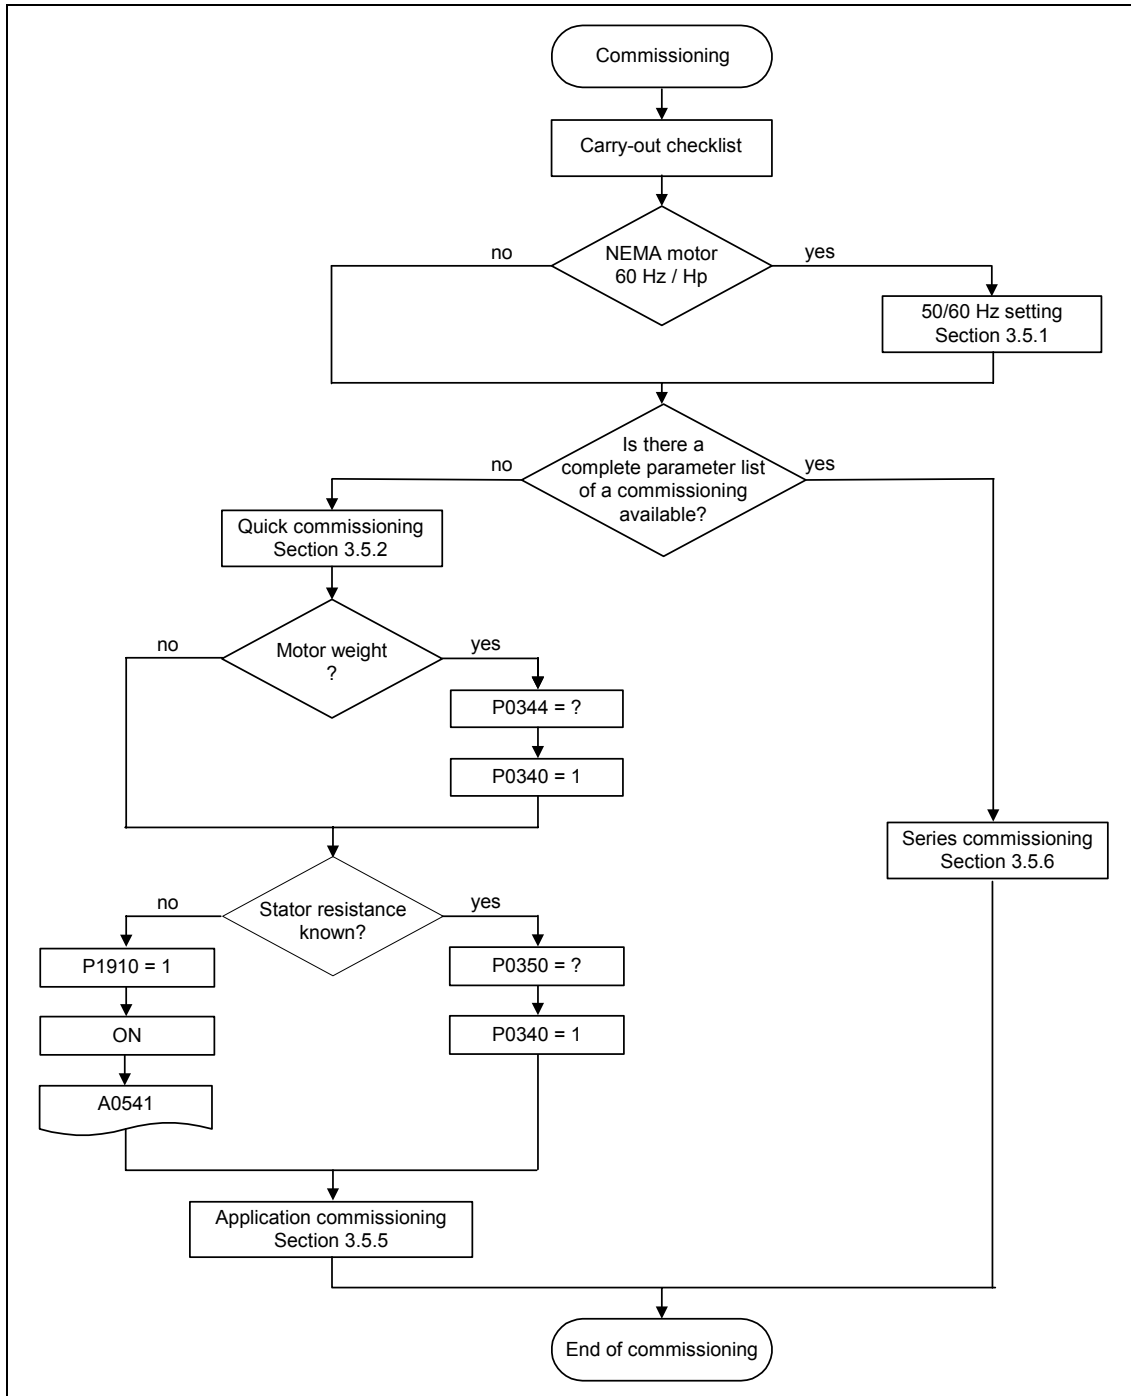 Commissioning
Carry-out checklist
no
NEMA motor
60 Hz / Hp
yes
50/60 Hz setting
Section 3.5.1
no
Is there a
complete parameter list
of a commissioning
available?
yes
Quick commissioning
Section 3.5.2
no
Motor weight
?
yes
P0344 = ?
P0340 = 1
Series commissioning
Section 3.5.6
no
Stator resistance
known?
yes
P1910 = 1
P0350 = ?
ON
P0340 = 1
A0541
Application commissioning
Section 3.5.5
End of commissioning